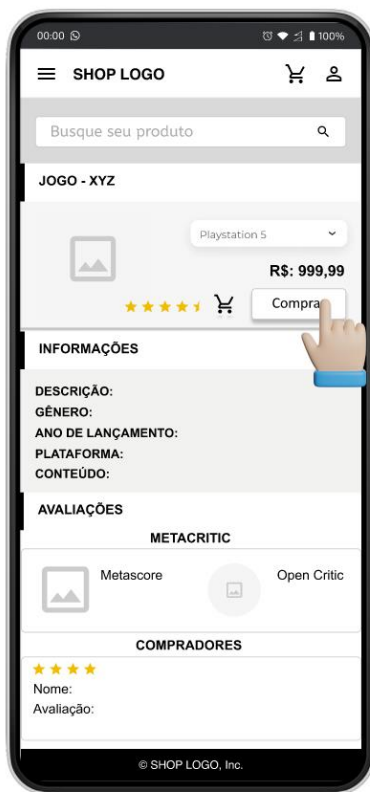 00:00 100%
SHOP LOGO
Busque seu produto
JOGO - XYZ
Playstation 5
R$: 999,99
Compra
INFORMAÇÕES
DESCRIÇÃO:
GÊNERO:
ANO DE LANÇAMENTO:
PLATAFORMA:
CONTEÚDO:
AVALIAÇÕES
METACRITIC
Metascore Open Critic
COMPRADORES
Nome:
Avaliação:
© SHOP LOGO, Inc.